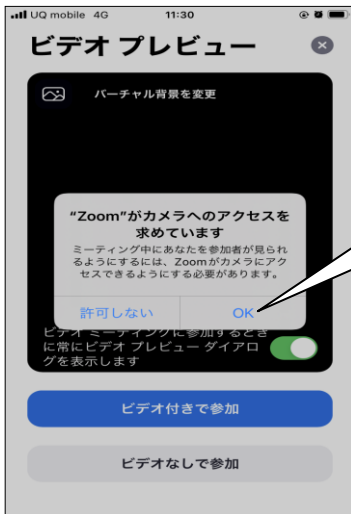 UQ mobile 4G 11:30
ビデオ プレビュー
バーチャル背景を変更
“Zoom”がカメラへのアクセスを
求めています
ミーティング中にあなたを参加者が見られ
るようにするには、Zoomがカメラにアク
セスできるようにする必要があります。
許可しない OK
ビデオ ミーティングに参加するとき
に常にビデオ プレビュー ダイアロ
グを表示します
ビデオ付きで参加
ビデオなしで参加